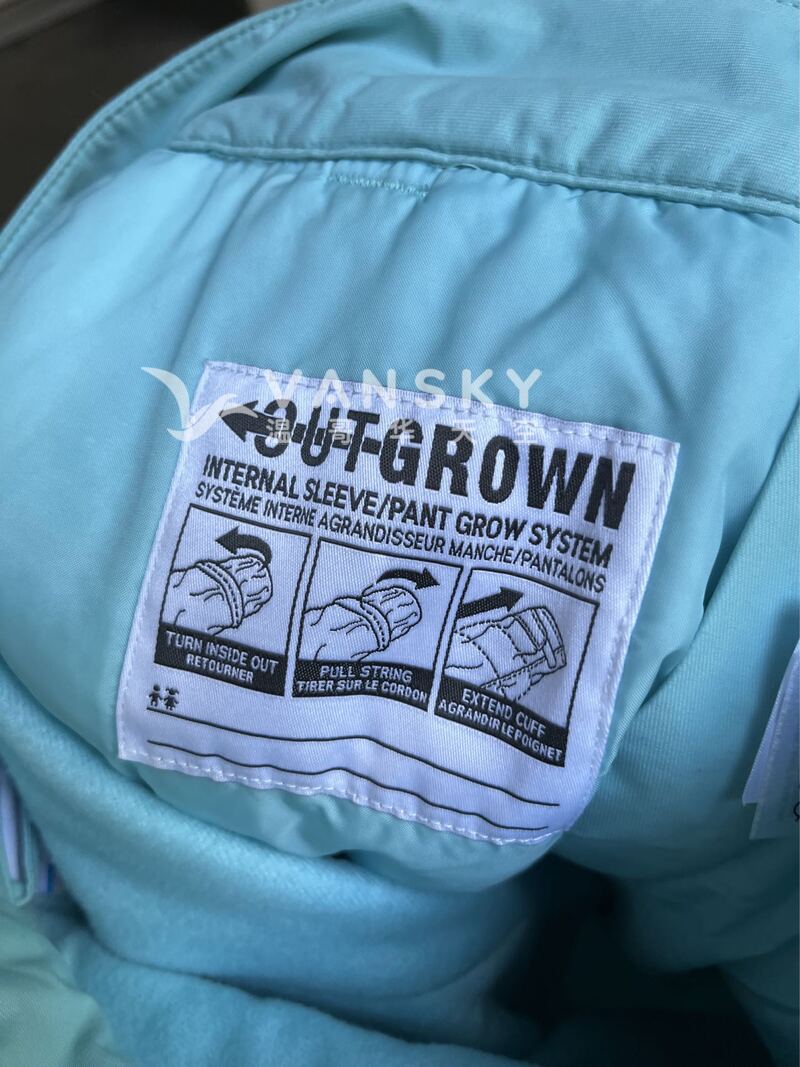 VANSKY
温哥华天空
OUT-GROWN
INTERNAL SLEEVE/PANT GROW SYSTEM
SYSTÈME INTERNE AGRANDISSEUR MANCHE/PANTALONS
TURN INSIDE OUT
RETOURNER
PULL STRING
TIRER SUR LE CORDON
EXTEND CUFF
AGRANDIR LE POIGNET